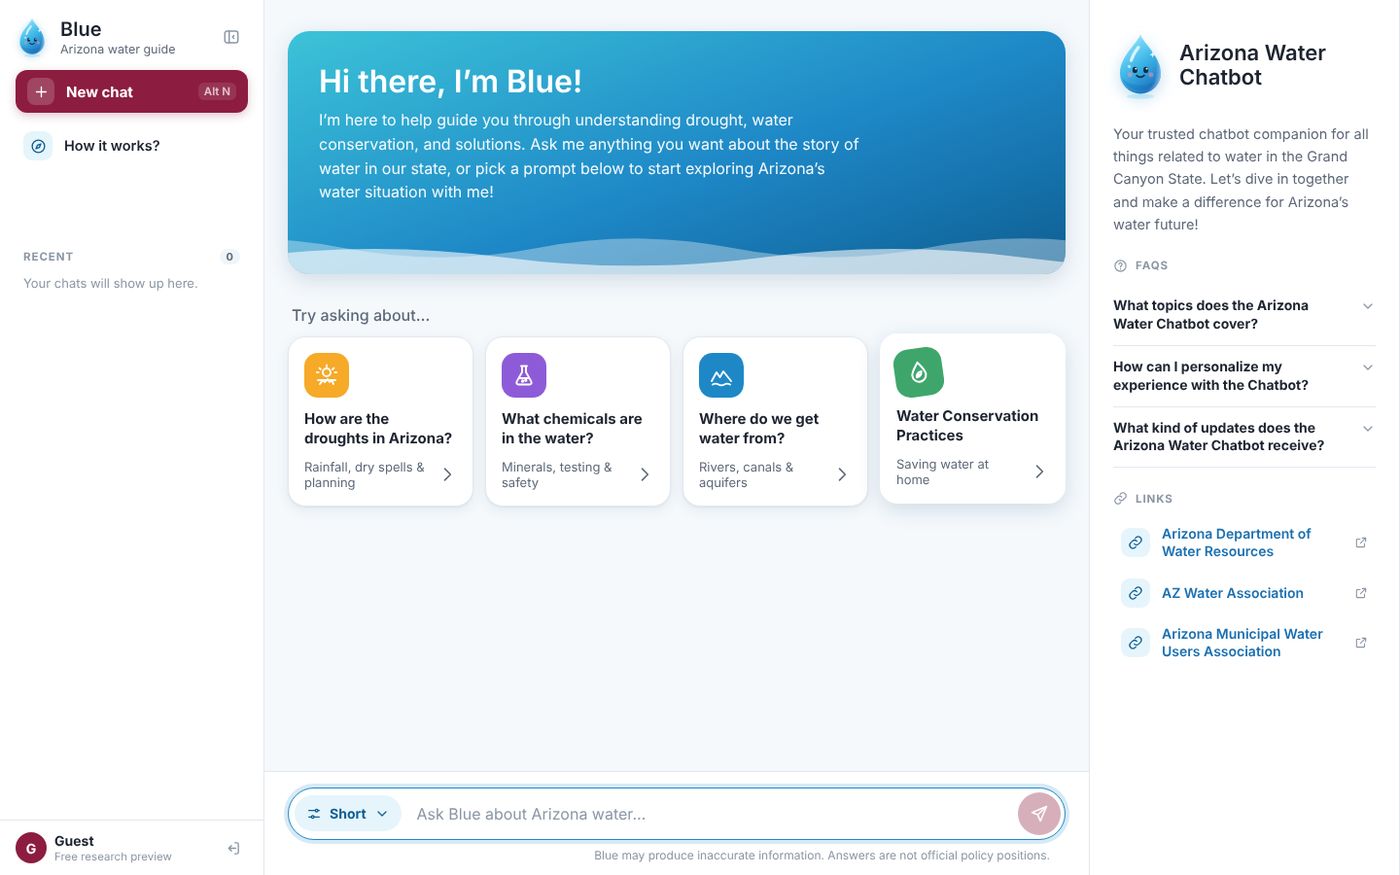 Blue
Arizona water guide
New chat
Alt N
How it works?
RECENT
0
Your chats will show up here.
Guest
G
Free research preview
Hi there, I’m Blue!
I’m here to help guide you through understanding drought, water
conservation, and solutions. Ask me anything you want about the story of
water in our state, or pick a prompt below to start exploring Arizona’s
water situation with me!
Try asking about...
How are the
droughts in Arizona?
Rainfall, dry spells &
planning
What chemicals are
in the water?
Minerals, testing &
safety
Where do we get
water from?
Rivers, canals &
aquifers
Water Conservation
Practices
Saving water at
home
Short
Ask Blue about Arizona water...
Blue may produce inaccurate information. Answers are not official policy positions.
Arizona Water
Chatbot
Your trusted chatbot companion for all
things related to water in the Grand
Canyon State. Let’s dive in together
and make a difference for Arizona’s
water future!
FAQS
What topics does the Arizona
Water Chatbot cover?
How can I personalize my
experience with the Chatbot?
What kind of updates does the
Arizona Water Chatbot receive?
LINKS
Arizona Department of
Water Resources
AZ Water Association
Arizona Municipal Water
Users Association